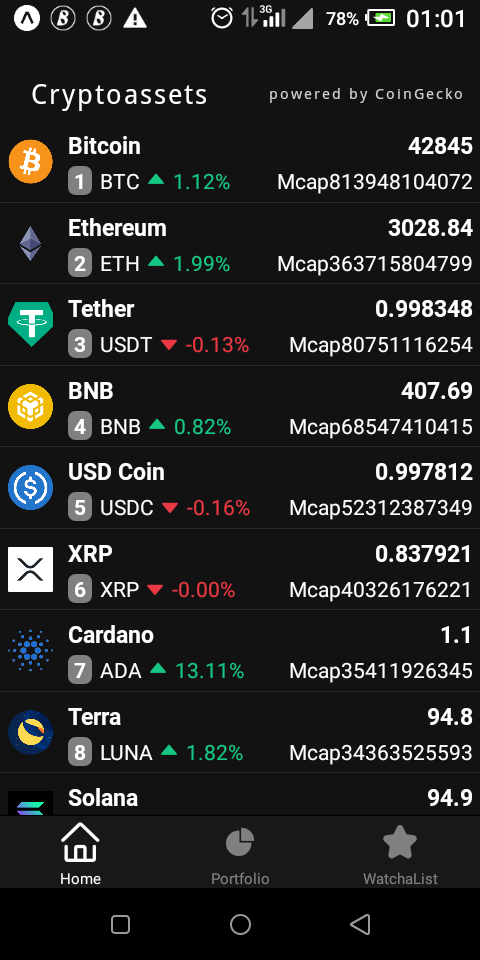 3G 78% 01:01
Cryptoassets powered by CoinGecko
Bitcoin 42845
1 BTC 1.12% Mcap813948104072
Ethereum 3028.84
2 ETH 1.99% Mcap363715804799
Tether 0.998348
3 USDT -0.13% Mcap80751116254
BNB 407.69
4 BNB 0.82% Mcap68547410415
USD Coin 0.997812
5 USDC -0.16% Mcap52312387349
XRP 0.837921
6 XRP -0.00% Mcap40326176221
Cardano 1.1
7 ADA 13.11% Mcap35411926345
Terra 94.8
8 LUNA 1.82% Mcap34363525593
Solana 94.9
Home Portfolio WatchaList